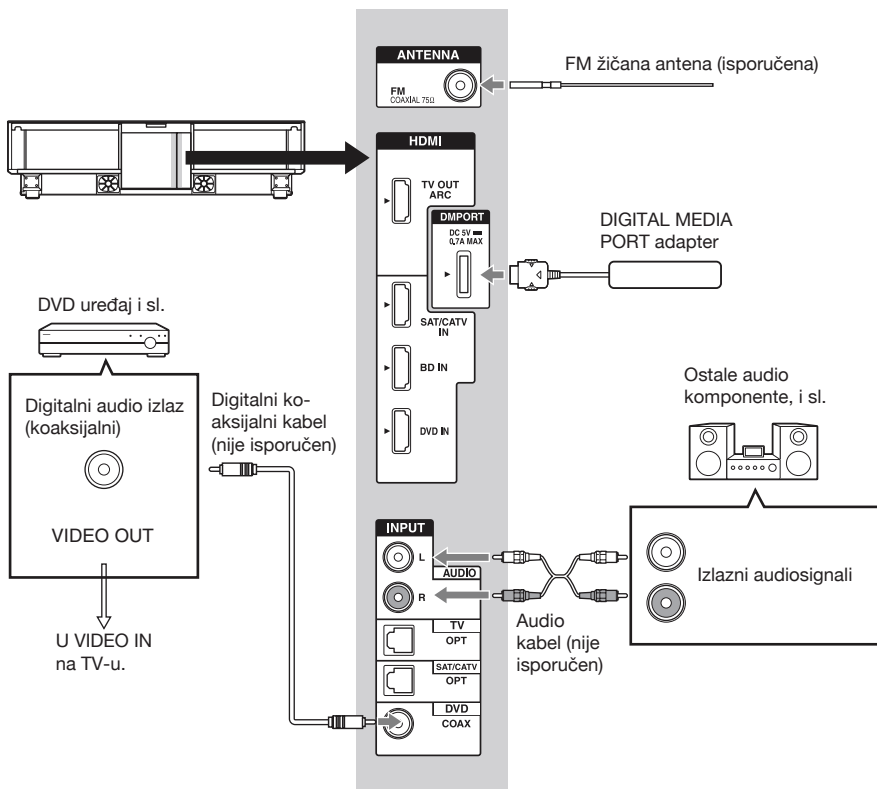 ANTENNA
FM
COAXIAL 75Ω
FM žičana antena (isporučena)
HDMI
TV OUT
ARC
DMPORT
DC 5V
0.7A MAX
DIGITAL MEDIA
PORT adapter
SAT/CATV
IN
BD IN
DVD IN
DVD uređaj i sl.
Digitalni audio izlaz
(koaksijalni)
VIDEO OUT
U VIDEO IN
na TV-u.
Digitalni ko-
aksijalni kabel
(nije isporučen)
Ostale audio
komponente, i sl.
Izlazni audiosignali
INPUT
L
AUDIO
R
TV
OPT
SAT/CATV
OPT
DVD
COAX
Audio
kabel (nije
isporučen)